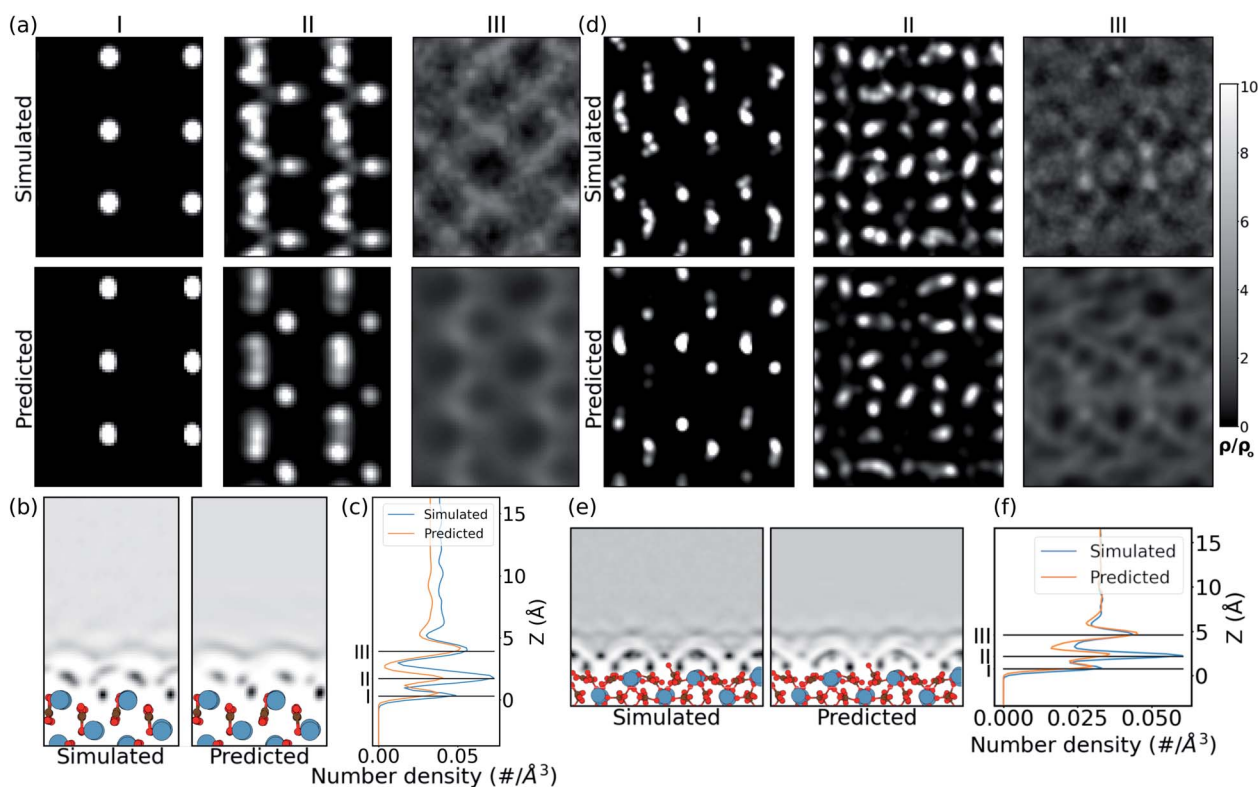 (a) I II III (d) I II III
Simulated
Simulated
10
8
6
4
2
0
ρ/ρ₀
Predicted
Predicted
(b)
Simulated
Predicted
(c)
Simulated
Predicted
15
10
5
0
Z (Å)
III
II
I
0.00 0.05
Number density (#/Å³)
(e)
Simulated
Predicted
(f)
Simulated
Predicted
15
10
5
0
Z (Å)
III
II
I
0.000 0.025 0.050
Number density (#/Å³)